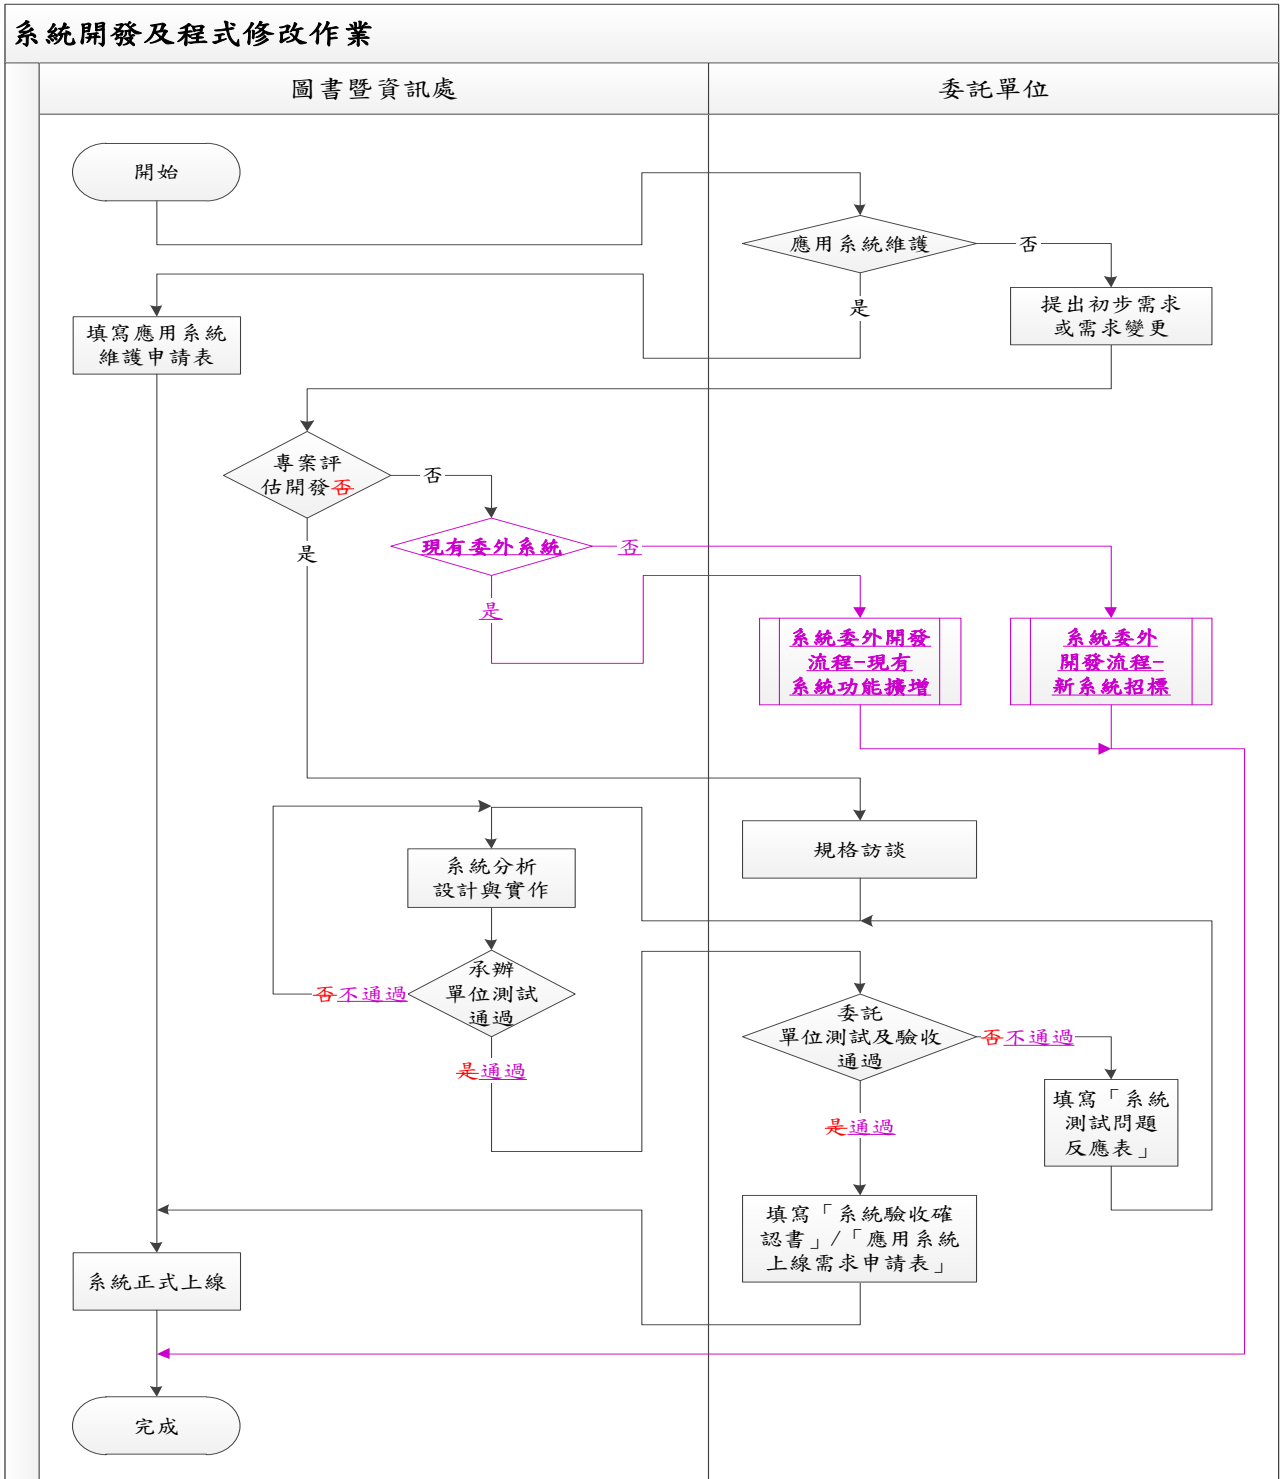 系統開發及程式修改作業
圖書暨資訊處
委託單位
開始
應用系統維護
否
是
提出初步需求
或需求變更
填寫應用系統
維護申請表
專案評
估開發否
否
是
現有委外系統
否
是
系統委外開發
流程-現有
系統功能擴增
系統委外
開發流程-
新系統招標
規格訪談
系統分析
設計與實作
承辦
單位測試
通過
否不通過
是通過
委託
單位測試及驗收
通過
否不通過
是通過
填寫「系統
測試問題
反應表」
填寫「系統驗收確
認書」/「應用系統
上線需求申請表」
系統正式上線
完成